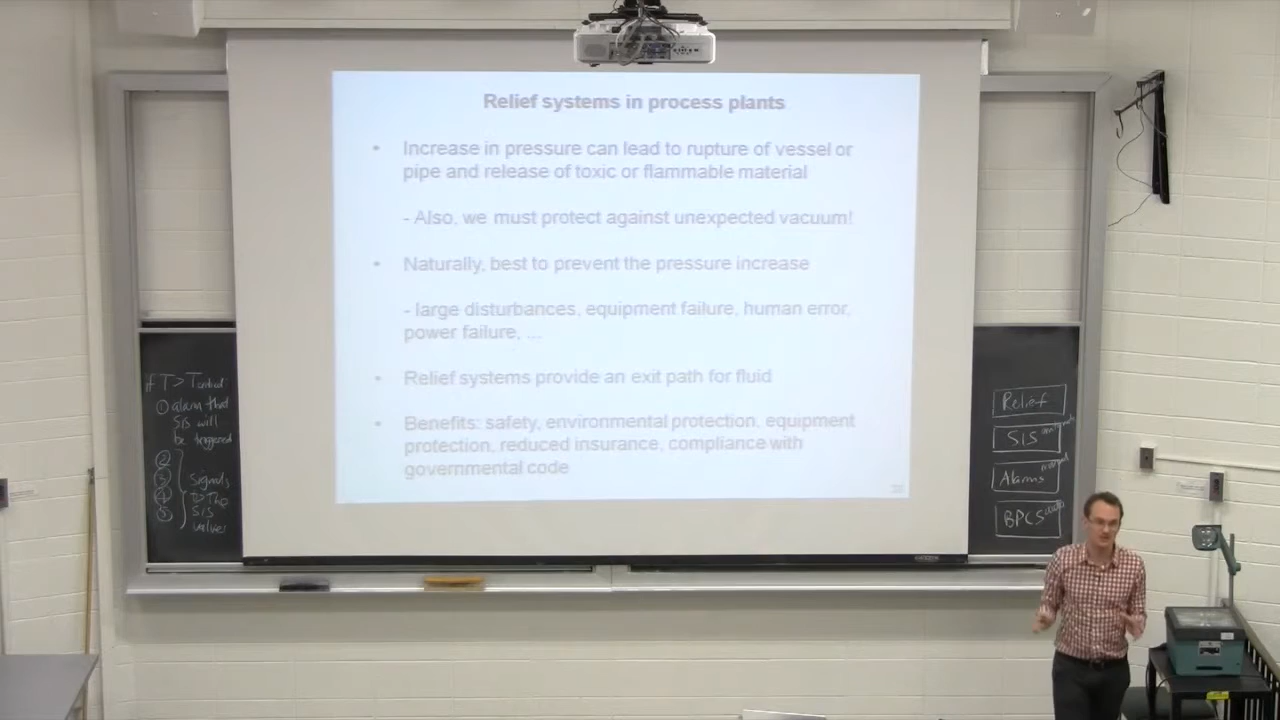 Relief systems in process plants
• Increase in pressure can lead to rupture of vessel or
pipe and release of toxic or flammable material
- Also, we must protect against unexpected vacuum!
• Naturally, best to prevent the pressure increase
- large disturbances, equipment failure, human error,
power failure, ...
• Relief systems provide an exit path for fluid
• Benefits: safety, environmental protection, equipment
protection, reduced insurance, compliance with
governmental code
if T >
① alarm that
SIS will
be triggered
②
③ Signals
④ to the
⑤ SIS
valves
Relief
SIS
Alarms
BPCS